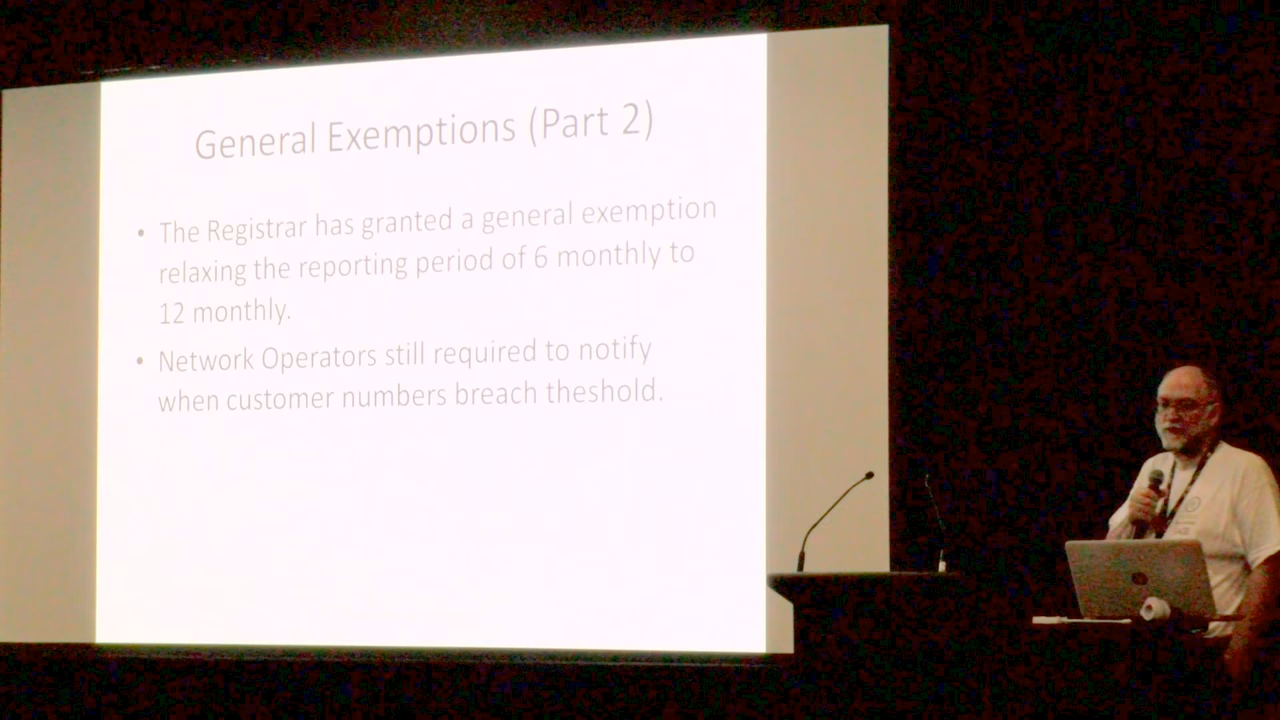 General Exemptions (Part 2)
• The Registrar has granted a general exemption
relaxing the reporting period of 6 monthly to
12 monthly.
• Network Operators still required to notify
when customer numbers breach theshold.